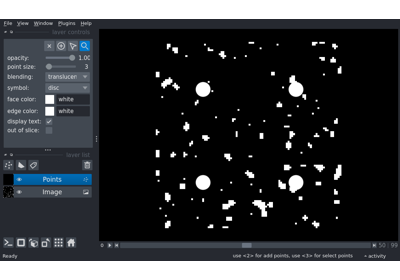 File View Window Plugins Help
layer controls
opacity: 1.00
point size: 3
blending: translucen
symbol: disc
face color: white
edge color: white
display text:
out of slice:
layer list
Points
Image
0 50 99
Ready use <2> for add points, use <3> for select points activity